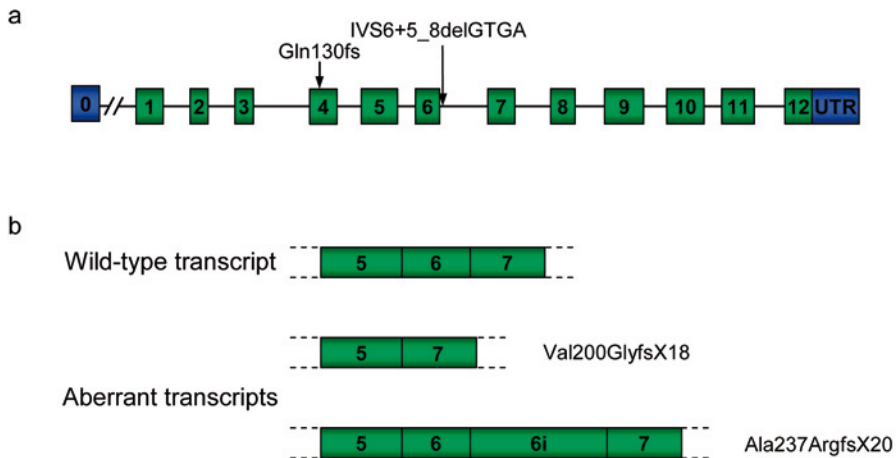 a
IVS6+5_8delGTGA
Gln130fs
0 1 2 3 4 5 6 7 8 9 10 11 12 UTR
b
Wild-type transcript 5 6 7
5 7 Val200GlyfsX18
Aberrant transcripts
5 6 6i 7 Ala237ArgfsX20